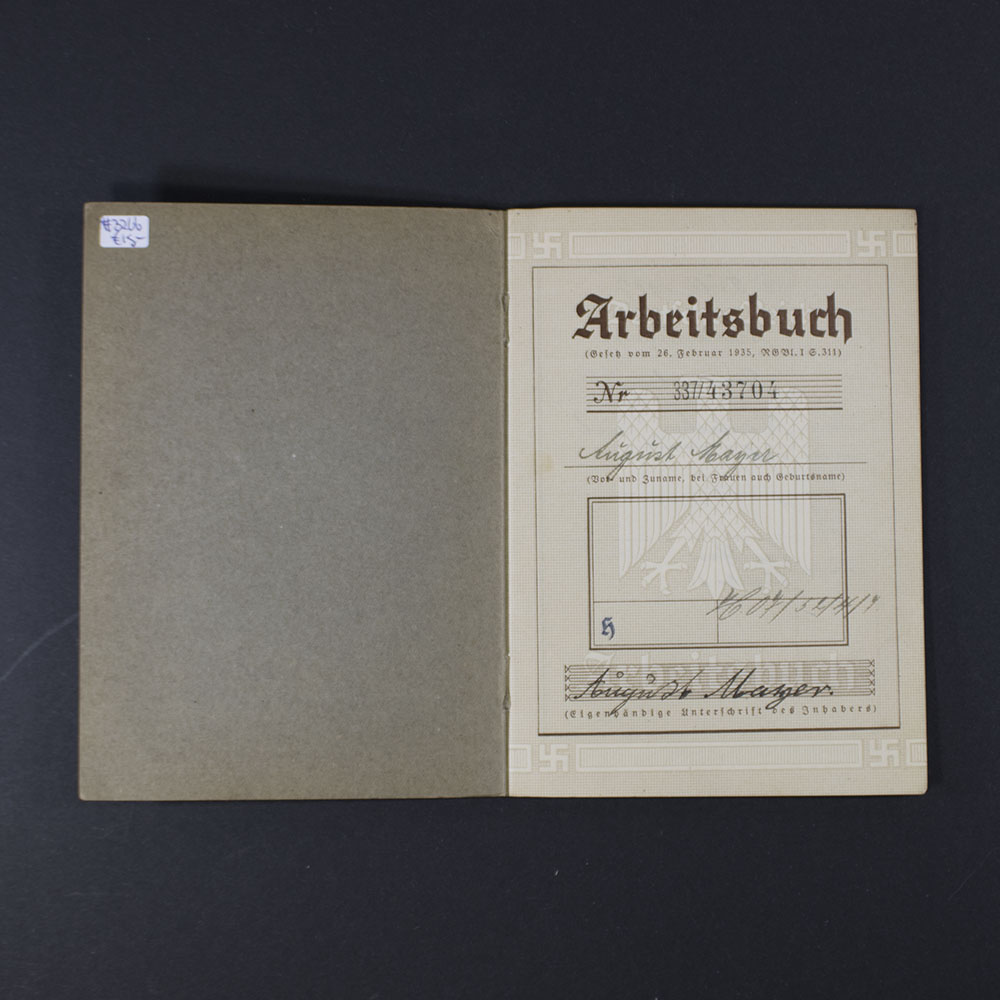 #3266
€15,-
Arbeitsbuch
(Gesetz vom 26. Februar 1935, RGBl. I S. 311)
Nr 337/43704
August Mayer
(Vor- und Zuname, bei Frauen auch Geburtsname)
H
Arbeitsbuch
August Mayer.
(Eigenhändige Unterschrift des Inhabers)